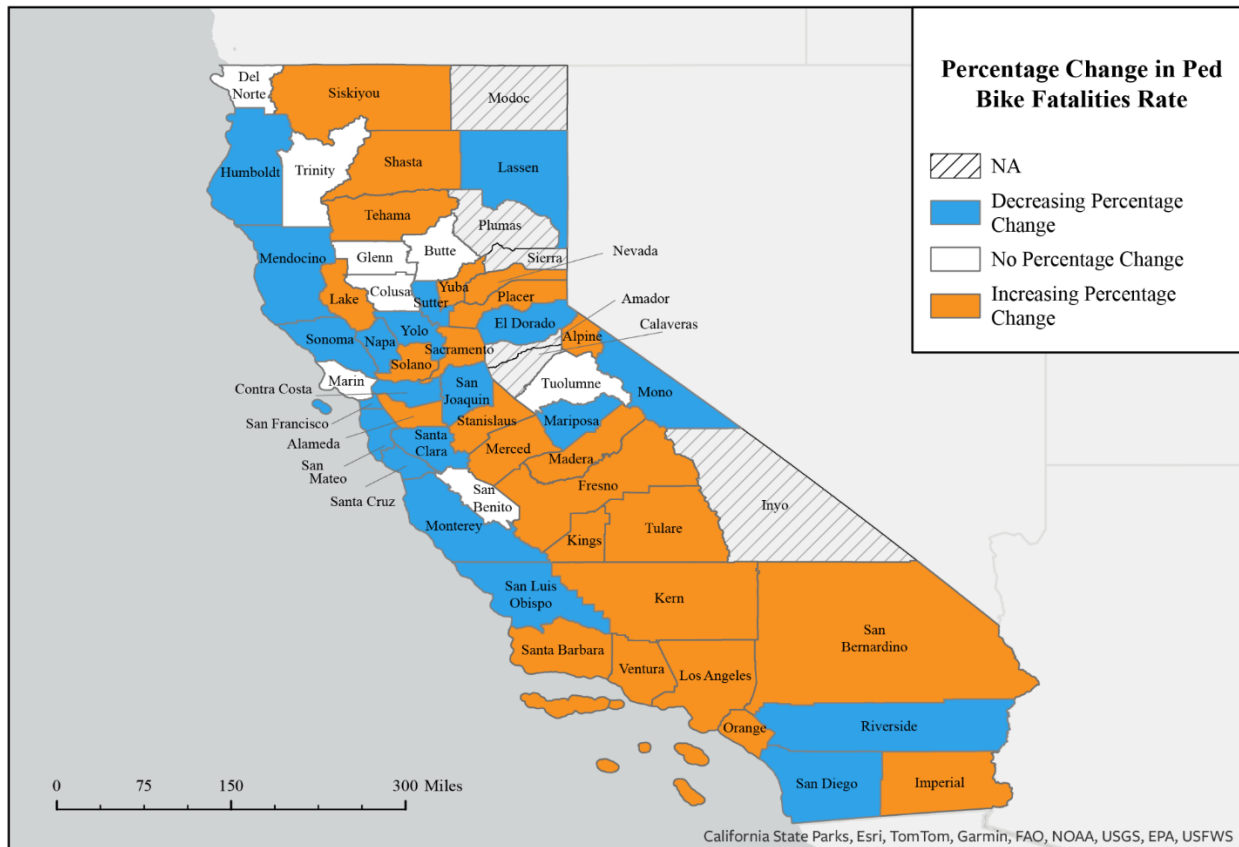 Percentage Change in Ped
Bike Fatalities Rate
NA
Decreasing Percentage
Change
No Percentage Change
Increasing Percentage
Change
Del
Norte
Siskiyou
Modoc
Humboldt
Trinity
Shasta
Lassen
Tehama
Plumas
Mendocino
Glenn
Butte
Sierra
Nevada
Lake
Colusa
Sutter
Yuba
Placer
Amador
Sonoma
Napa
Yolo
El Dorado
Calaveras
Solano
Sacramento
Alpine
Marin
Contra Costa
San
Joaquin
Tuolumne
Mono
San Francisco
Stanislaus
Mariposa
Alameda
Santa
Clara
Merced
San
Mateo
Madera
Santa Cruz
San
Benito
Fresno
Inyo
Monterey
Kings
Tulare
San Luis
Obispo
Kern
San
Bernardino
Santa Barbara
Ventura
Los Angeles
Orange
Riverside
San Diego
Imperial
0 75 150 300 Miles
California State Parks, Esri, TomTom, Garmin, FAO, NOAA, USGS, EPA, USFWS